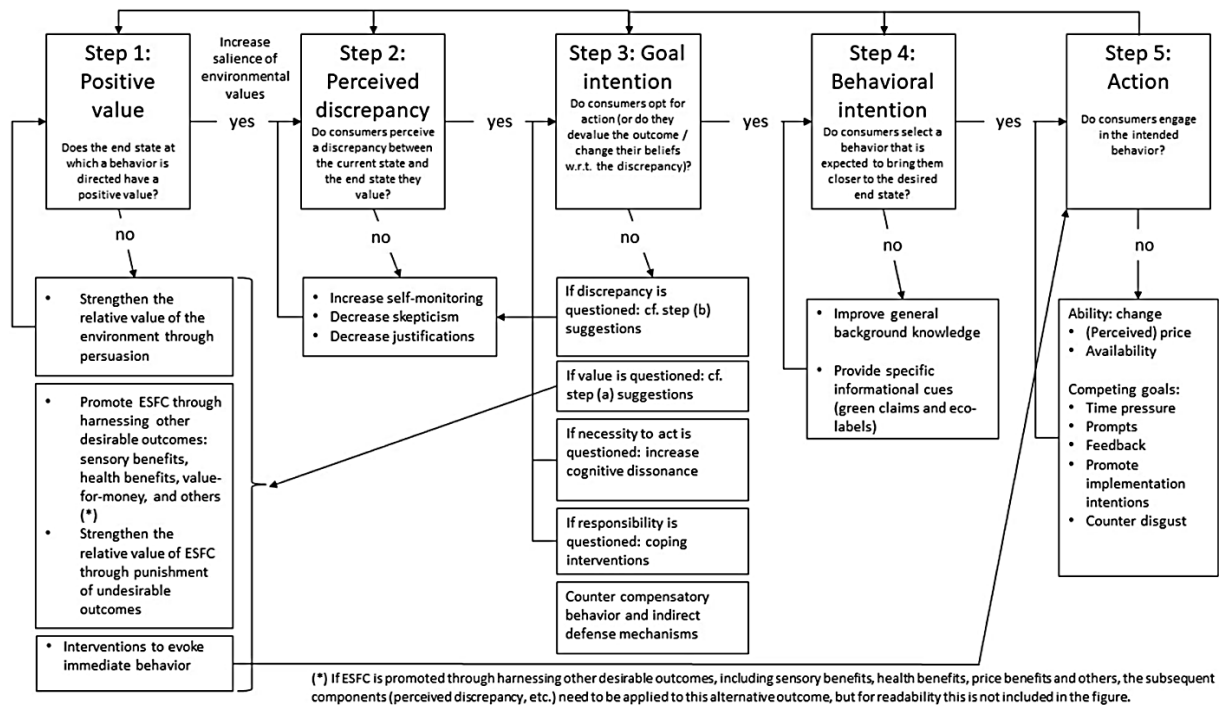 Step 1:
Positive
value
Does the end state at
which a behavior is
directed have a
positive value?
Increase
salience of
environmental
values
yes
Step 2:
Perceived
discrepancy
Do consumers perceive
a discrepancy between
the current state and
the end state they
value?
yes
Step 3: Goal
intention
Do consumers opt for
action (or do they
devalue the outcome /
change their beliefs
w.r.t. the discrepancy)?
yes
Step 4:
Behavioral
intention
Do consumers select a
behavior that is
expected to bring them
closer to the desired
end state?
yes
Step 5:
Action
Do consumers engage
in the intended
behavior?
no
no
no
no
no
• Strengthen the
relative value of the
environment through
persuasion
• Promote ESFC through
harnessing other
desirable outcomes:
sensory benefits,
health benefits, value-
for-money, and others
(*)
• Strengthen the
relative value of ESFC
through punishment
of undesirable
outcomes
• Interventions to evoke
immediate behavior
• Increase self-monitoring
• Decrease skepticism
• Decrease justifications
If discrepancy is
questioned: cf. step (b)
suggestions
If value is questioned: cf.
step (a) suggestions
If necessity to act is
questioned: increase
cognitive dissonance
If responsibility is
questioned: coping
interventions
Counter compensatory
behavior and indirect
defense mechanisms
• Improve general
background knowledge
• Provide specific
informational cues
(green claims and eco-
labels)
Ability: change
• (Perceived) price
• Availability
Competing goals:
• Time pressure
• Prompts
• Feedback
• Promote
implementation
intentions
• Counter disgust
(*) If ESFC is promoted through harnessing other desirable outcomes, including sensory benefits, health benefits, price benefits and others, the subsequent
components (perceived discrepancy, etc.) need to be applied to this alternative outcome, but for readability this is not included in the figure.